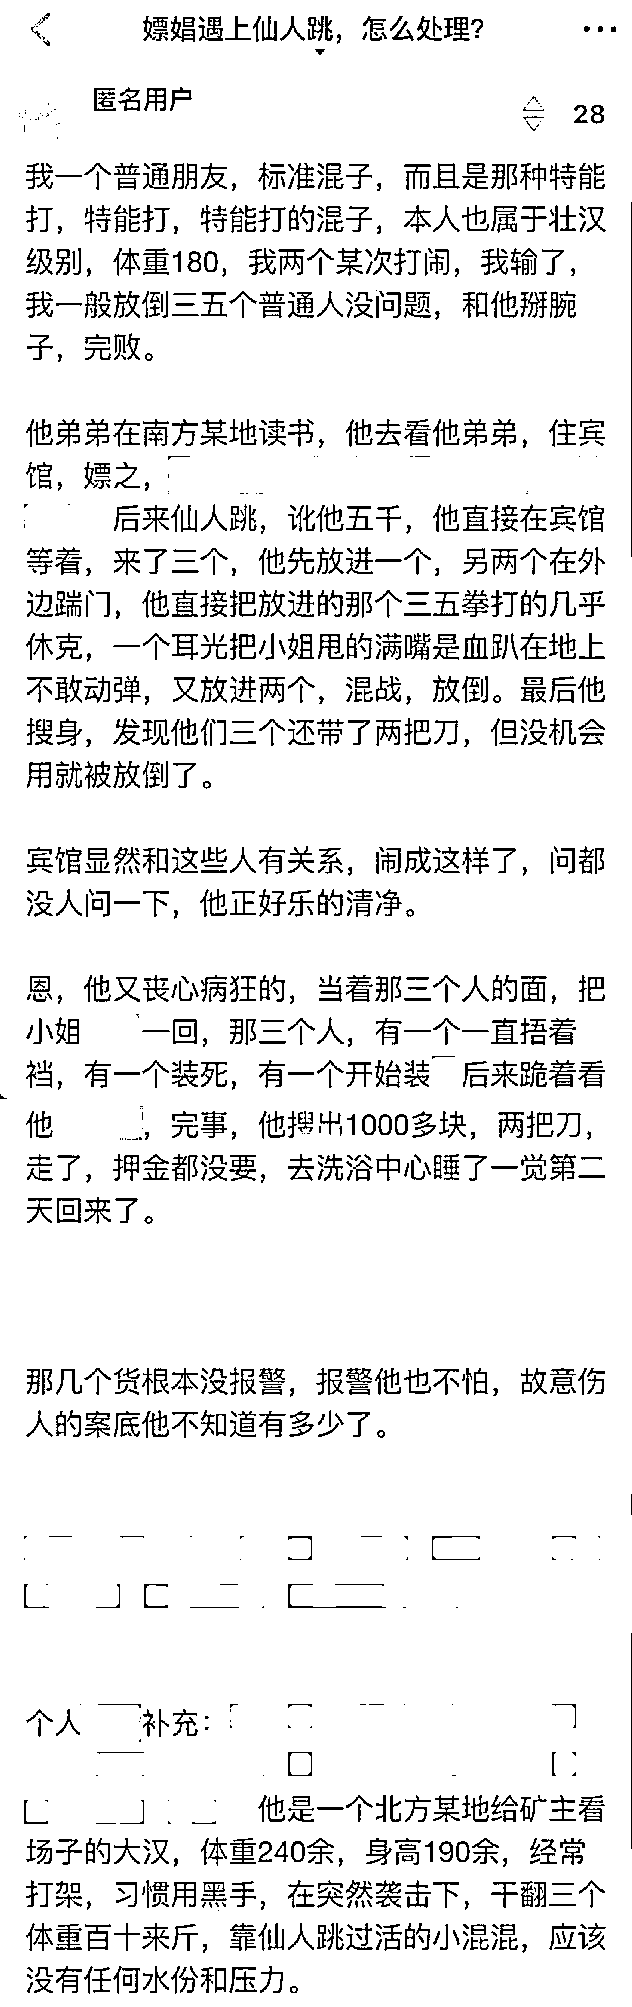 嫖娼遇上仙人跳，怎么处理?
匿名用户
28
我一个普通朋友，标准混子，而且是那种特能
打，特能打，特能打的混子，本人也属于壮汉
级别，体重180，我两个某次打闹，我输了，
我一般放倒三五个普通人没问题，和他掰腕
子，完败。
他弟弟在南方某地读书，他去看他弟弟，住宾
馆，嫖之，
后来仙人跳，讹他五千，他直接在宾馆
等着，来了三个，他先放进一个，另两个在外
边踹门，他直接把放进的那个三五拳打的几乎
休克，一个耳光把小姐甩的满嘴是血趴在地上
不敢动弹，又放进两个，混战，放倒。最后他
搜身，发现他们三个还带了两把刀，但没机会
用就被放倒了。
宾馆显然和这些人有关系，闹成这样了，问都
没人问一下，他正好乐的清净。
恩，他又丧心病狂的，当着那三个人的面，把
小姐 一回，那三个人，有一个一直捂着
裆，有一个装死，有一个开始装 后来跪着看
他 ，完事，他搜出1000多块，两把刀，
走了，押金都没要，去洗浴中心睡了一觉第二
天回来了。
那几个货根本没报警，报警他也不怕，故意伤
人的案底他不知道有多少了。
个人 补充：
他是一个北方某地给矿主看
场子的大汉，体重240余，身高190余，经常
打架，习惯用黑手，在突然袭击下，干翻三个
体重百十来斤，靠仙人跳过活的小混混，应该
没有任何水份和压力。